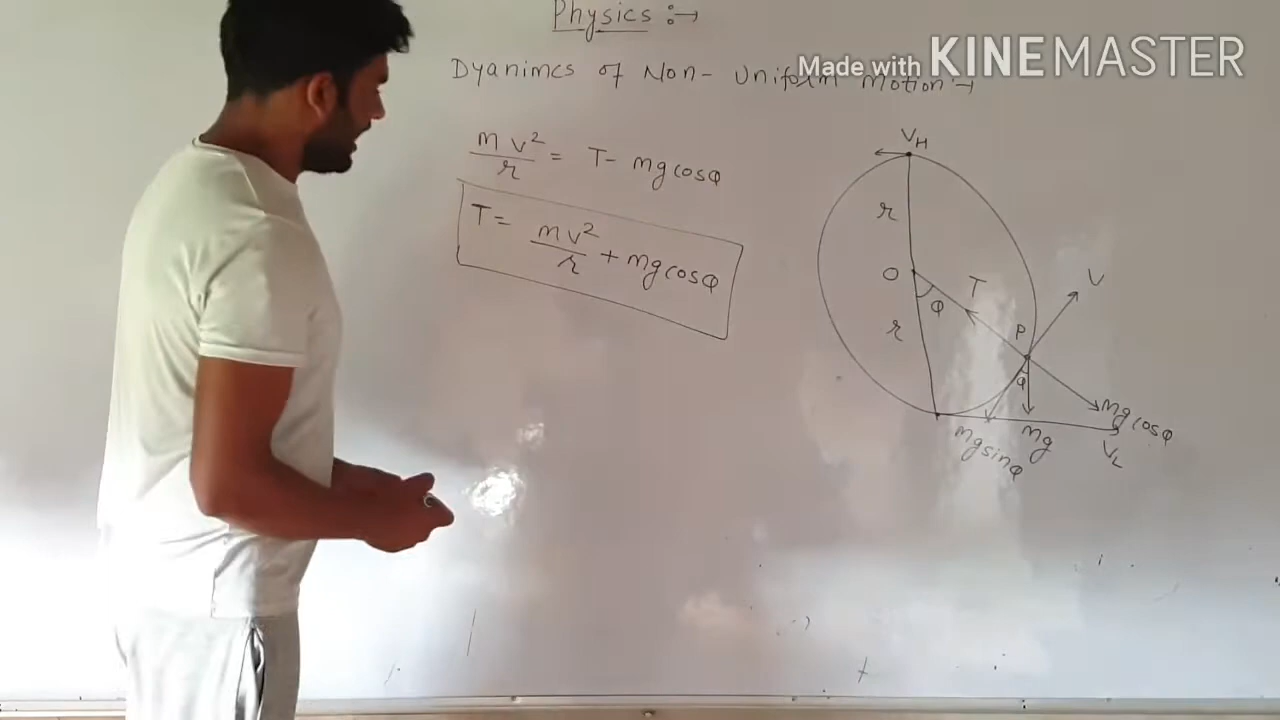 Physics :→
Made with KINEMASTER
Dyanimcs of Non- Uniform Motion :→
mv²/r = T- mgcosφ
T= mv²/r + mgcosφ
V_H
r
O
φ
T
V
r
P
φ
mgcosφ
mgsinφ
mg
V_L